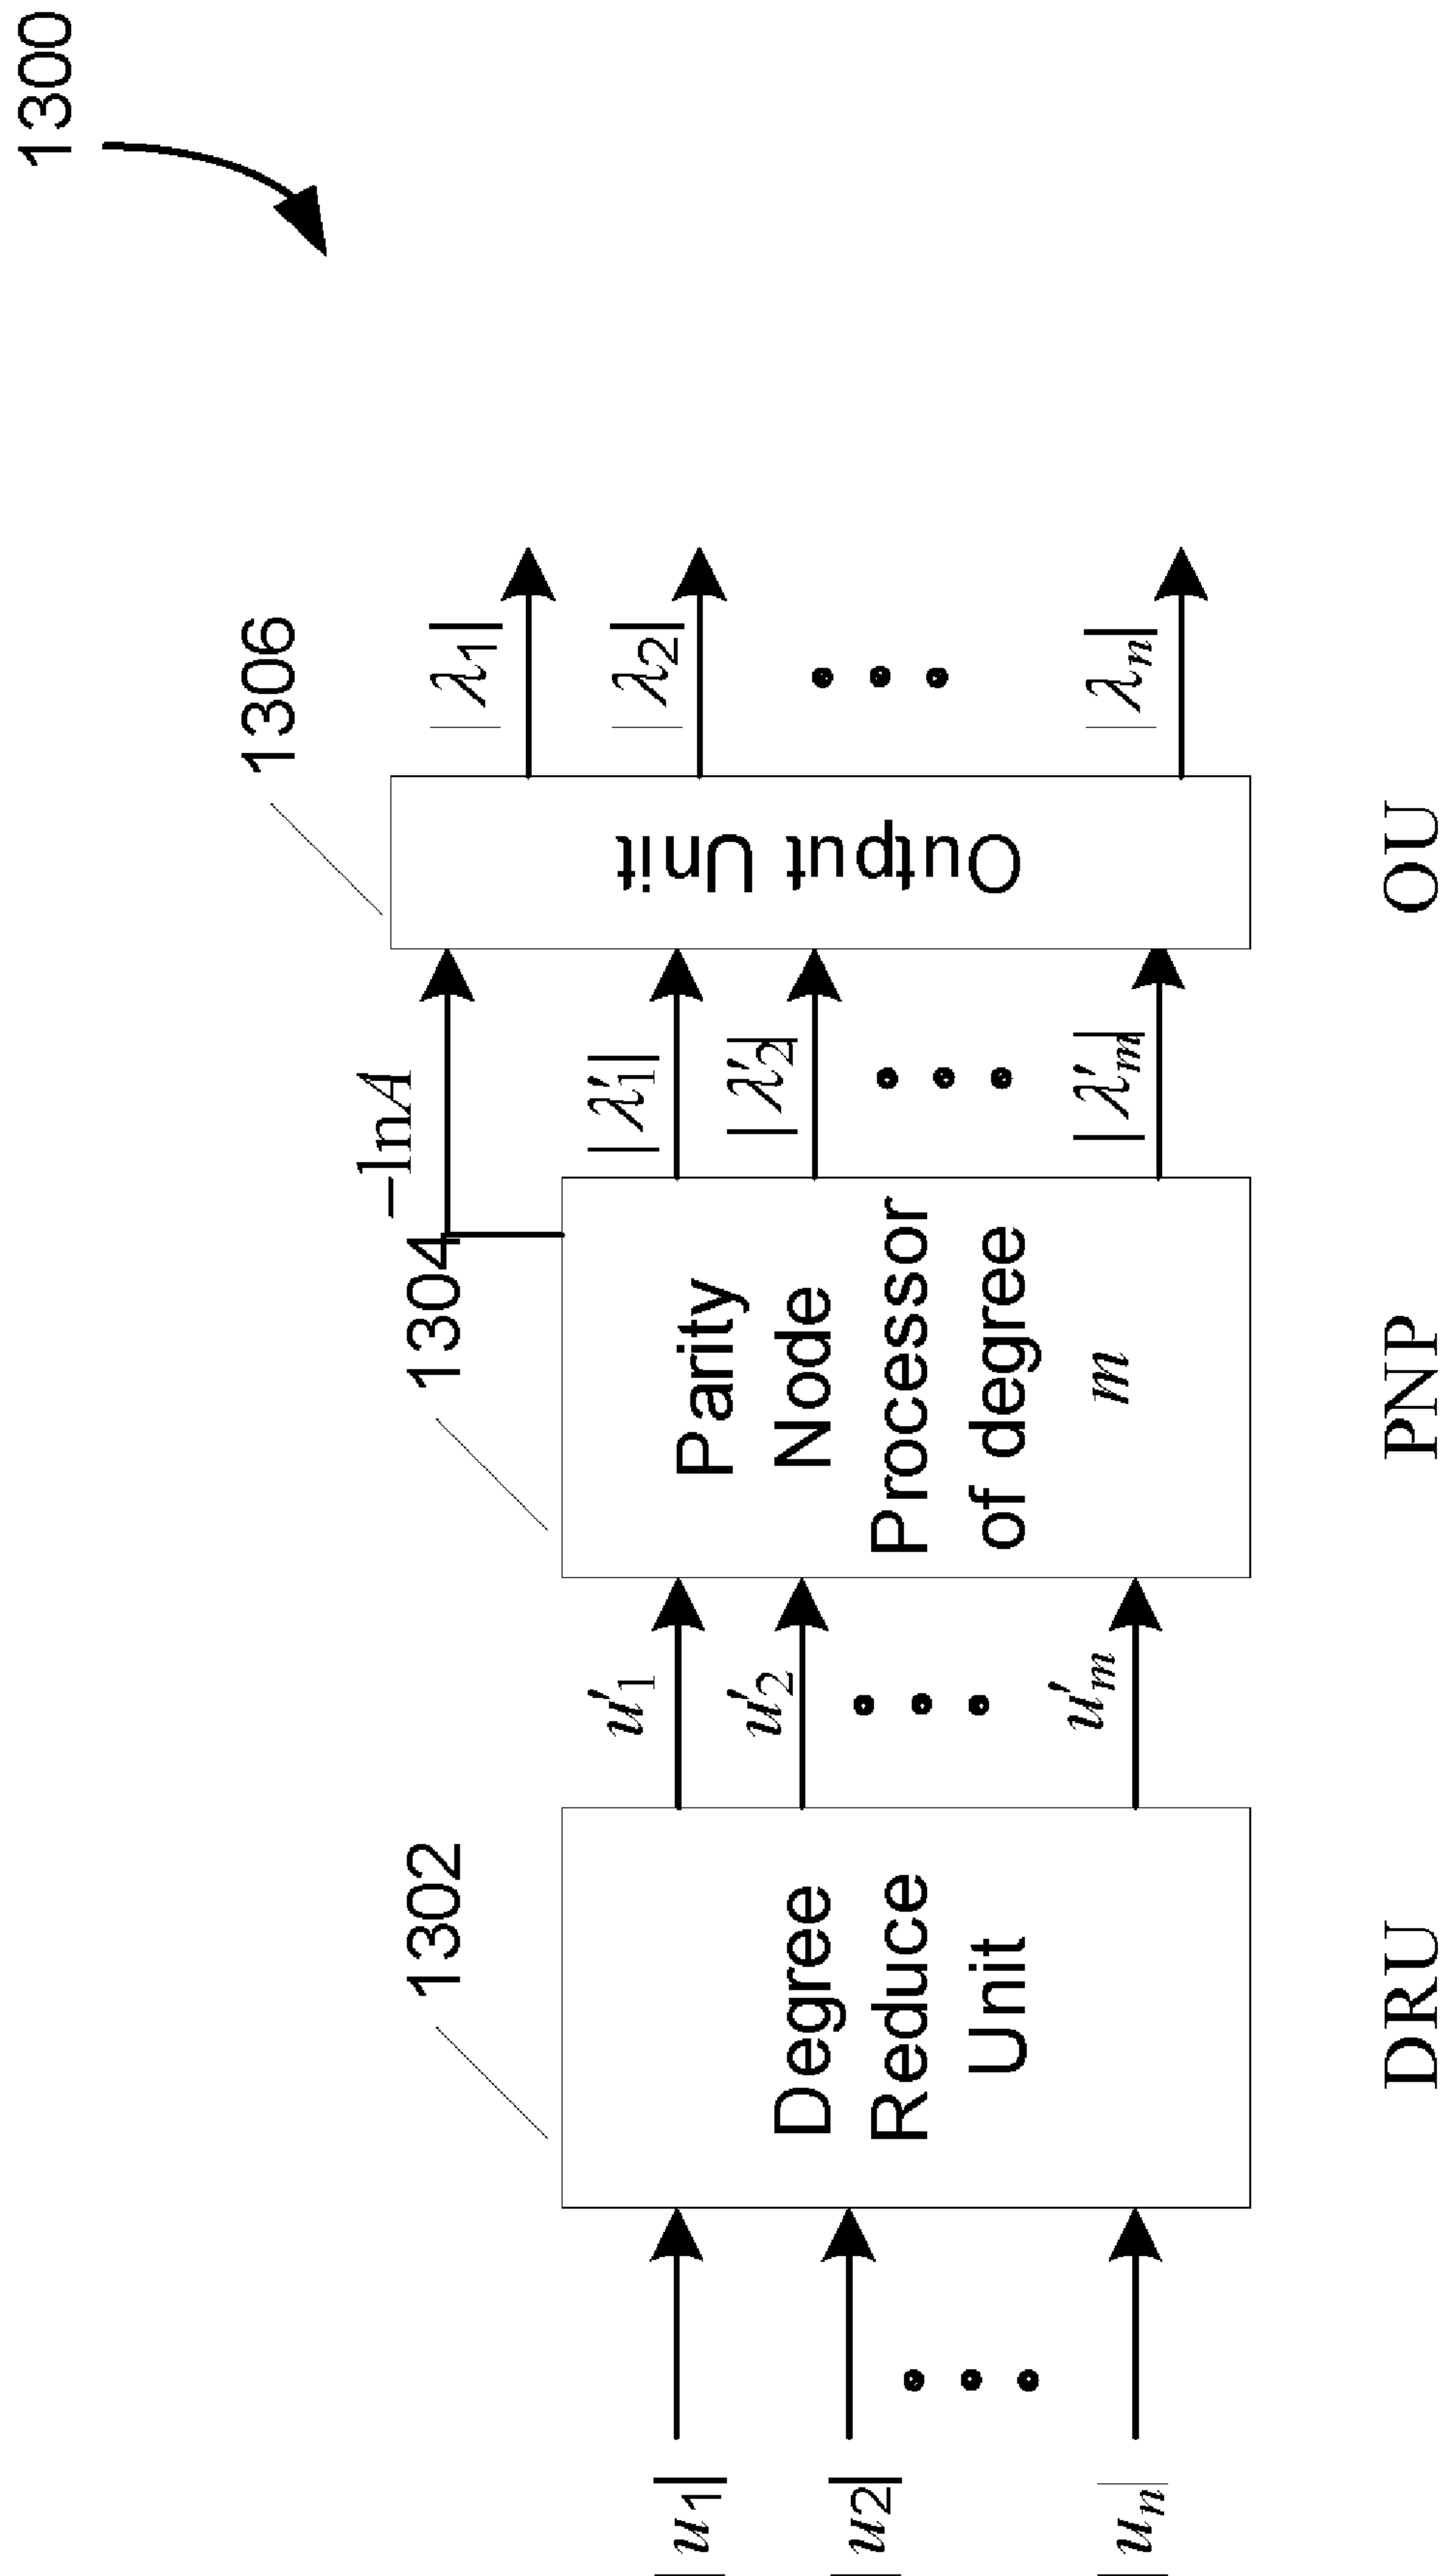 1300
1302
1304
1306
|u1|
|u2|
|un|
Degree
Reduce
Unit
u′1
u′2
u′m
Parity
Node
Processor
of degree
m
−lnA
|λ′1|
|λ′2|
|λ′m|
Output Unit
|λ1|
|λ2|
|λn|
DRU
PNP
OU